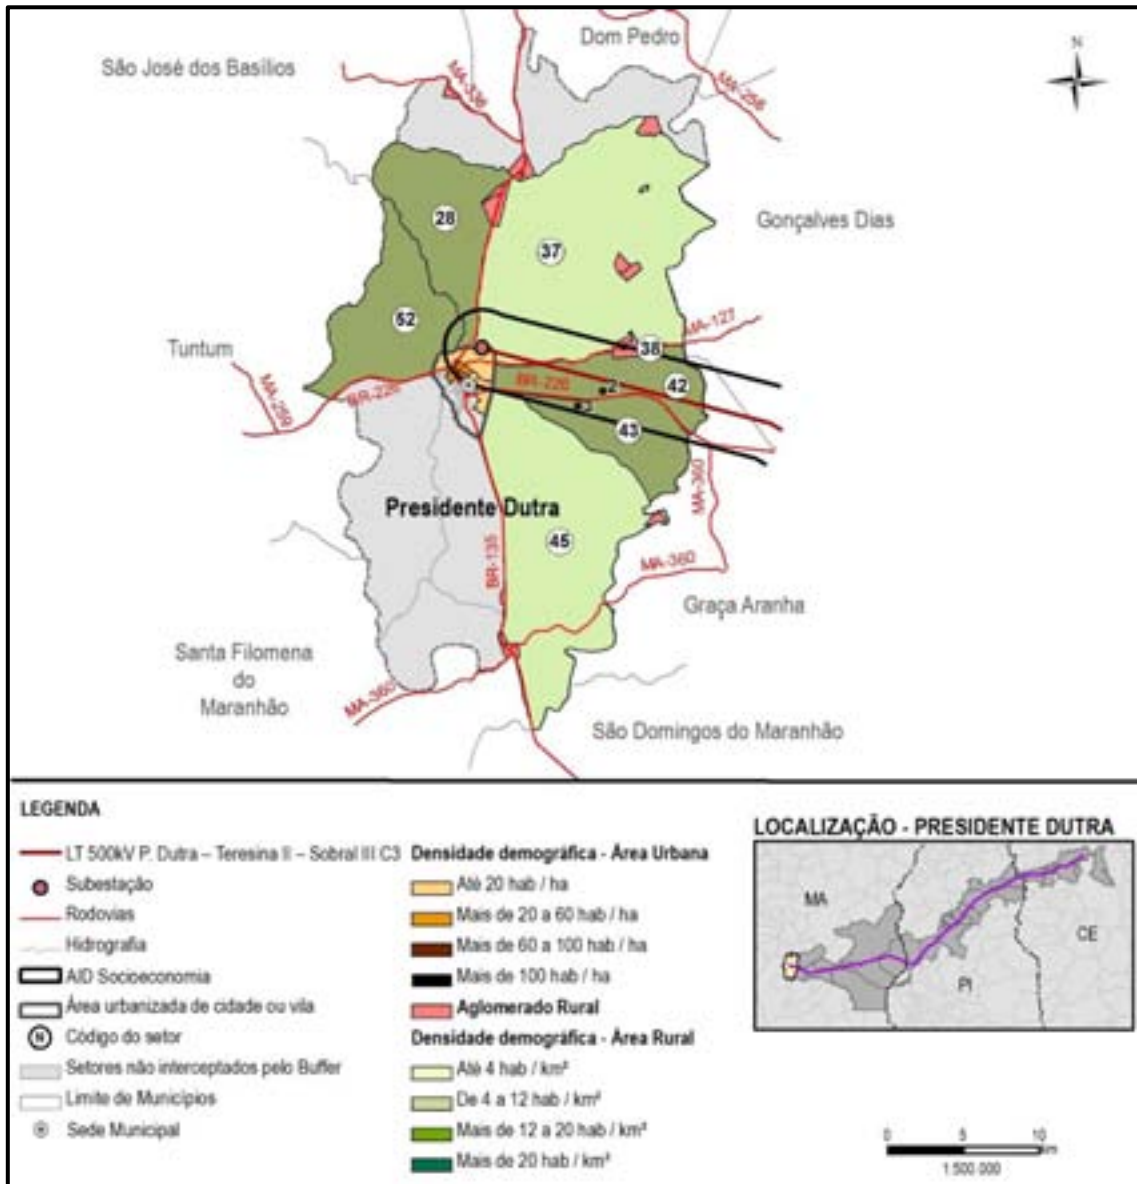 Dom Pedro
N
São José dos Basílios
MA-336
MA-256
28
Gonçalves Dias
37
52
MA-127
Tuntum
38
42
BR-226
BR-226
2
3
MA-259
43
MA-360
Presidente Dutra
45
BR-135
MA-360
Graça Aranha
Santa Filomena
do
Maranhão
MA-360
São Domingos do Maranhão
LEGENDA
LT 500kV P. Dutra – Teresina II – Sobral III C3
Subestação
Rodovias
Hidrografia
AID Socioeconomia
Área urbanizada de cidade ou vila
N Código do setor
Setores não interceptados pelo Buffer
Limite de Municípios
Sede Municipal
Densidade demográfica - Área Urbana
Até 20 hab / ha
Mais de 20 a 60 hab / ha
Mais de 60 a 100 hab / ha
Mais de 100 hab / ha
Aglomerado Rural
Densidade demográfica - Área Rural
Até 4 hab / km²
De 4 a 12 hab / km²
Mais de 12 a 20 hab / km²
Mais de 20 hab / km²
LOCALIZAÇÃO - PRESIDENTE DUTRA
MA
CE
PI
0 5 10
km
1:500.000